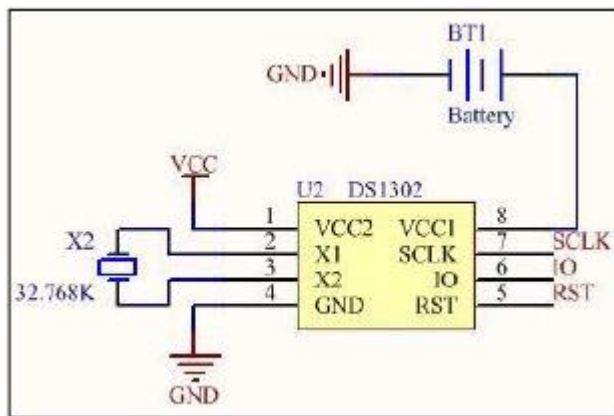 BT1
GND
Battery
VCC
U2 DS1302
1 VCC2 VCC1 8
2 X1 SCLK 7 SCLK
3 X2 IO 6 IO
4 GND RST 5 RST
X2
32.768K
GND